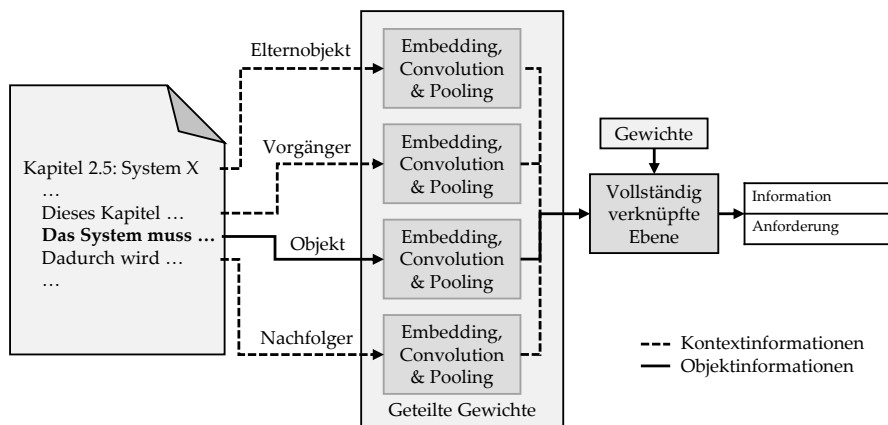 Kapitel 2.5: System X
…
Dieses Kapitel …
Das System muss …
Dadurch wird …
…
Elternobjekt
Vorgänger
Objekt
Nachfolger
Embedding,
Convolution
& Pooling
Embedding,
Convolution
& Pooling
Embedding,
Convolution
& Pooling
Embedding,
Convolution
& Pooling
Geteilte Gewichte
Gewichte
Vollständig
verknüpfte
Ebene
Information
Anforderung
Kontextinformationen
Objektinformationen